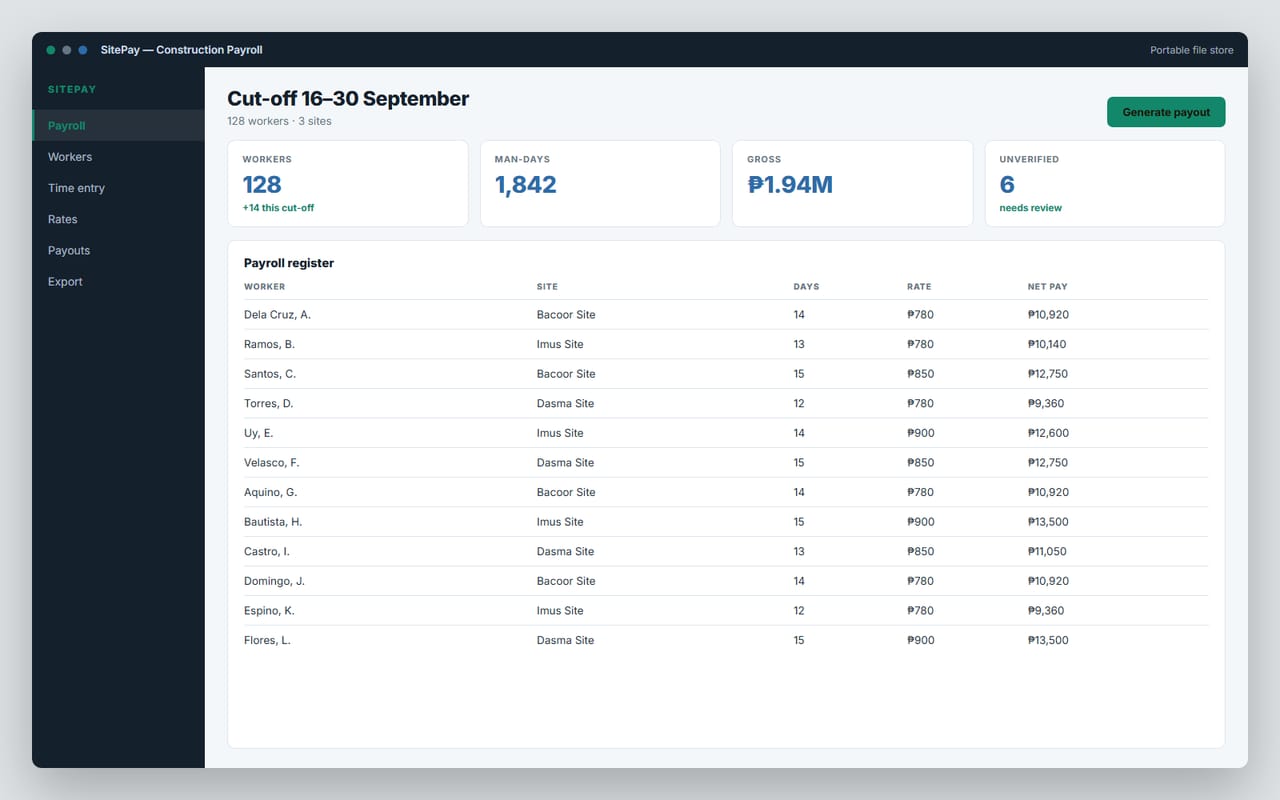 SitePay — Construction Payroll
Portable file store
SITEPAY
Payroll
Workers
Time entry
Rates
Payouts
Export
Cut-off 16–30 September
128 workers · 3 sites
Generate payout
WORKERS
128
+14 this cut-off
MAN-DAYS
1,842
GROSS
₱1.94M
UNVERIFIED
6
needs review
Payroll register
WORKER SITE DAYS RATE NET PAY
Dela Cruz, A. Bacoor Site 14 ₱780 ₱10,920
Ramos, B. Imus Site 13 ₱780 ₱10,140
Santos, C. Bacoor Site 15 ₱850 ₱12,750
Torres, D. Dasma Site 12 ₱780 ₱9,360
Uy, E. Imus Site 14 ₱900 ₱12,600
Velasco, F. Dasma Site 15 ₱850 ₱12,750
Aquino, G. Bacoor Site 14 ₱780 ₱10,920
Bautista, H. Imus Site 15 ₱900 ₱13,500
Castro, I. Dasma Site 13 ₱850 ₱11,050
Domingo, J. Bacoor Site 14 ₱780 ₱10,920
Espino, K. Imus Site 12 ₱780 ₱9,360
Flores, L. Dasma Site 15 ₱900 ₱13,500